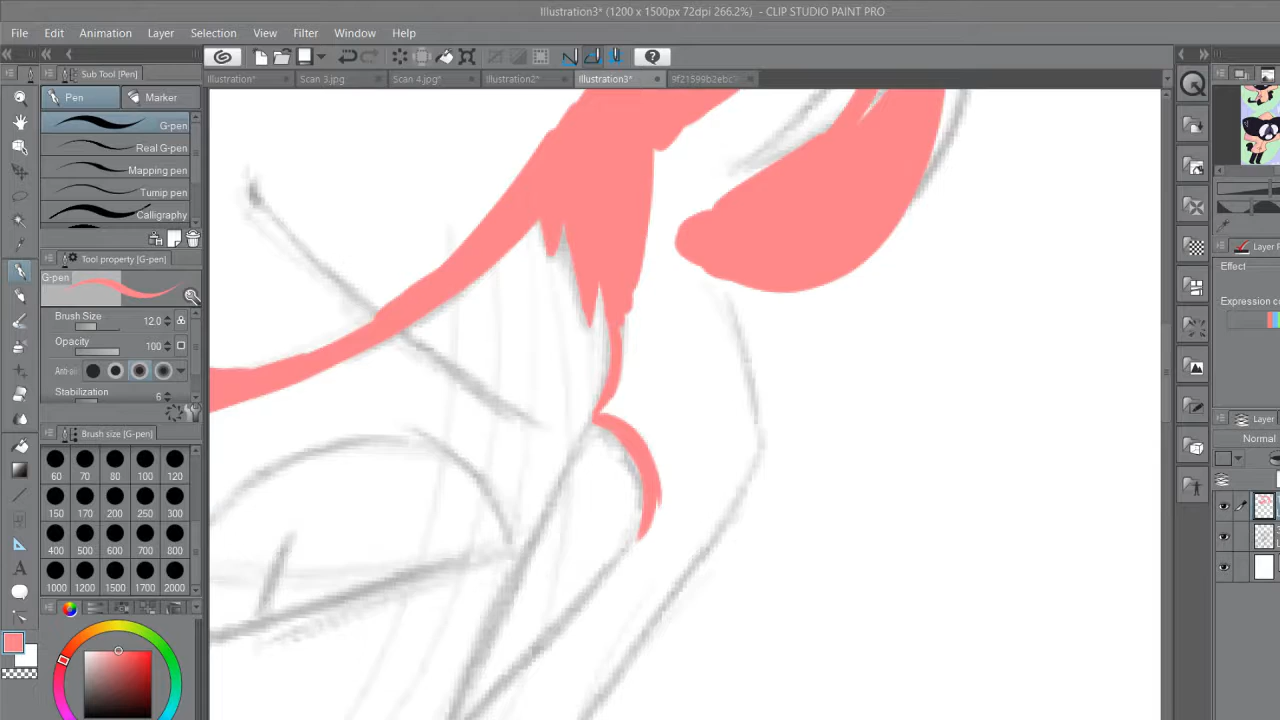 Illustration3* (1200 x 1500px 72dpi 266.2%) - CLIP STUDIO PAINT PRO
File Edit Animation Layer Selection View Filter Window Help
Sub Tool [Pen]
Illustration* Scan 3.jpg Scan 4.jpg* Illustration2* Illustration3*
Pen Marker
G-pen
Real G-pen
Mapping pen
Turnip pen
Calligraphy
Tool property [G-pen]
G-pen
Brush Size 12.0
Opacity 100
Stabilization 6
Brush size [G-pen]
60 70 80 100 120
150 170 200 250 300
400 500 600 700 800
1000 1200 1500 1700 2000
Layer
Effect
Expression
Layer
Normal